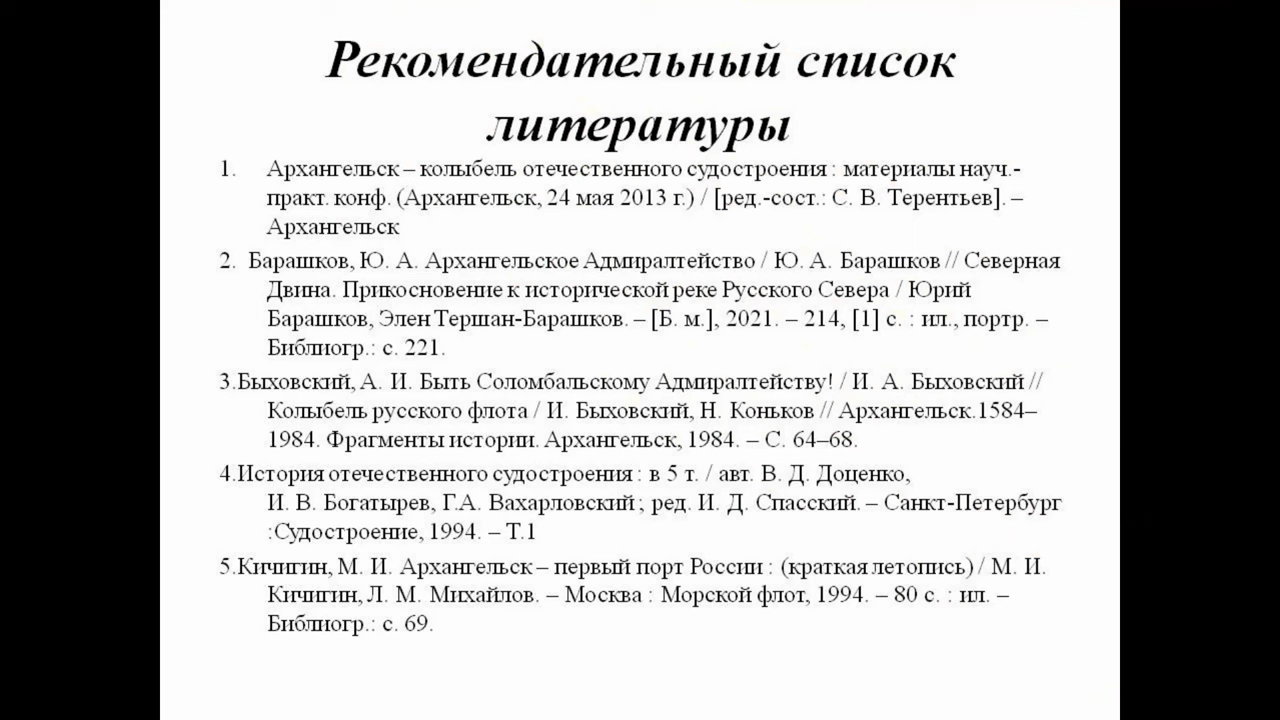 Рекомендательный список
литературы
1. Архангельск – колыбель отечественного судостроения : материалы науч.-
практ. конф. (Архангельск, 24 мая 2013 г.) / [ред.-сост.: С. В. Терентьев]. –
Архангельск
2. Барашков, Ю. А. Архангельское Адмиралтейство / Ю. А. Барашков // Северная
Двина. Прикосновение к исторической реке Русского Севера / Юрий
Барашков, Элен Тершан-Барашков. – [Б. м.], 2021. – 214, [1] с. : ил., портр. –
Библиогр.: с. 221.
3.Быховский, А. И. Быть Соломбальскому Адмиралтейству! / И. А. Быховский //
Колыбель русского флота / И. Быховский, Н. Коньков // Архангельск.1584–
1984. Фрагменты истории. Архангельск, 1984. – С. 64–68.
4.История отечественного судостроения : в 5 т. / авт. В. Д. Доценко,
И. В. Богатырев, Г.А. Вахарловский ; ред. И. Д. Спасский. – Санкт-Петербург
:Судостроение, 1994. – Т.1
5.Кичигин, М. И. Архангельск – первый порт России : (краткая летопись) / М. И.
Кичигин, Л. М. Михайлов. – Москва : Морской флот, 1994. – 80 с. : ил. –
Библиогр.: с. 69.